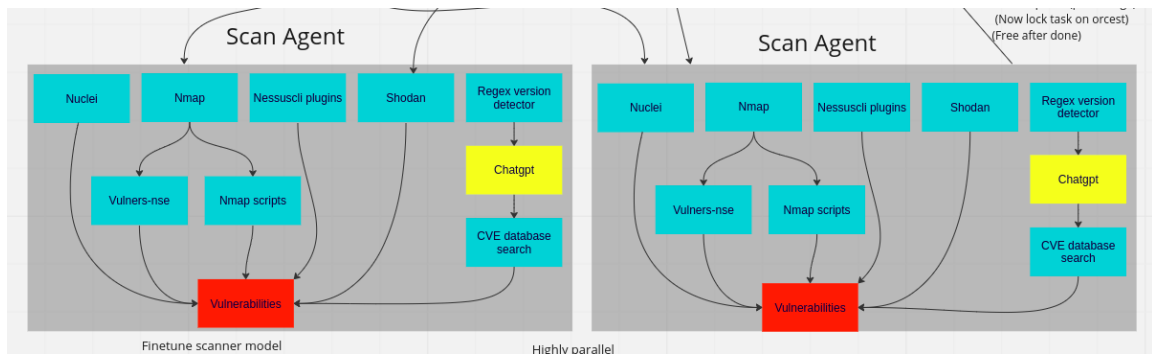 (Now lock task on orcest)
(Free after done)
Scan Agent
Nuclei
Nmap
Nessuscli plugins
Shodan
Regex version
detector
Chatgpt
Vulners-nse
Nmap scripts
CVE database
search
Vulnerabilities
Finetune scanner model
Scan Agent
Nuclei
Nmap
Nessuscli plugins
Shodan
Regex version
detector
Chatgpt
Vulners-nse
Nmap scripts
CVE database
search
Vulnerabilities
Highly parallel